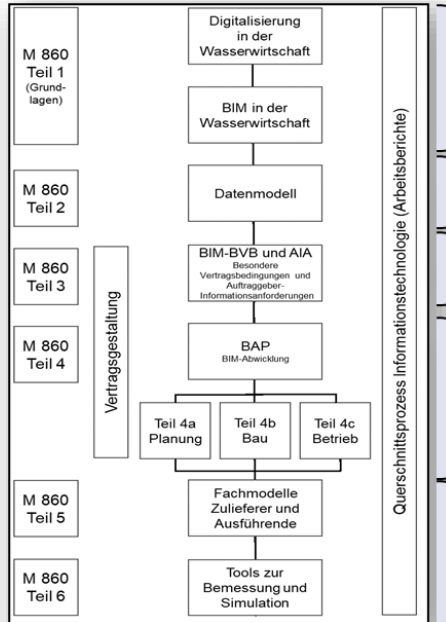 M 860
Teil 1
(Grund-
lagen)
Digitalisierung
in der
Wasserwirtschaft
BIM in der
Wasserwirtschaft
M 860
Teil 2
Datenmodell
M 860
Teil 3
BIM-BVB und AIA
Besondere
Vertragsbedingungen und
Auftraggeber-
Informationsanforderungen
M 860
Teil 4
BAP
BIM-Abwicklung
Vertragsgestaltung
Teil 4a
Planung
Teil 4b
Bau
Teil 4c
Betrieb
M 860
Teil 5
Fachmodelle
Zulieferer und
Ausführende
M 860
Teil 6
Tools zur
Bemessung und
Simulation
Querschnittsprozess Informationstechnologie (Arbeitsberichte)